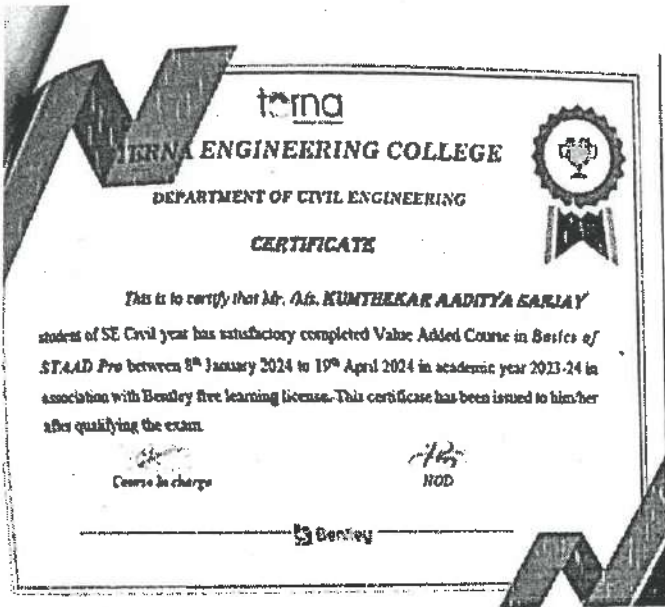 terna
TERNA ENGINEERING COLLEGE
DEPARTMENT OF CIVIL ENGINEERING
CERTIFICATE
This is to certify that Mr. /Ms. KUMTHEKAR AADITYA SANJAY
student of SE Civil year has satisfactory completed Value Added Course in Basics of
STAAD Pro between 8th January 2024 to 19th April 2024 in academic year 2023-24 in
association with Bentley free learning license. This certificate has been issued to him/her
after qualifying the exam.
Course In charge HOD
Bentley